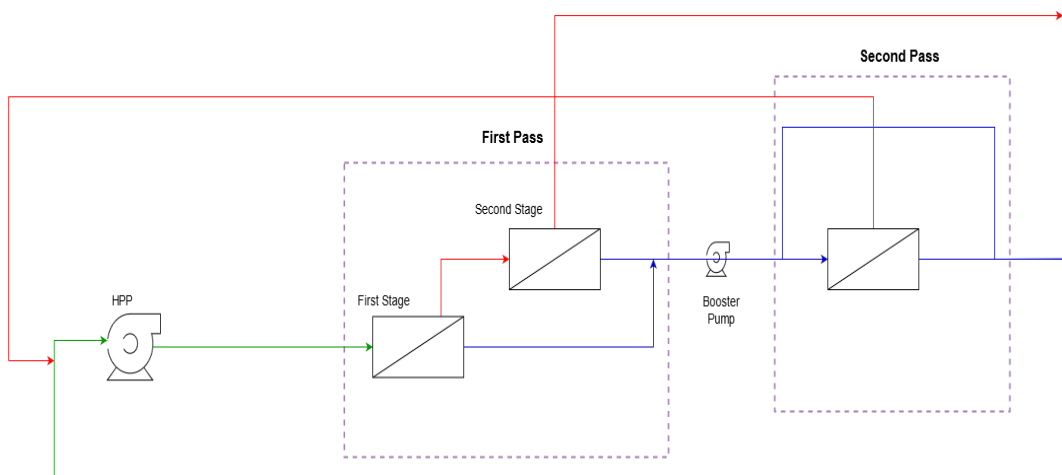 Second Pass
First Pass
Second Stage
First Stage
HPP
Booster
Pump